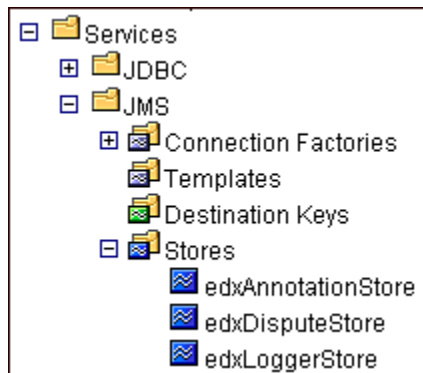 Services
JDBC
JMS
Connection Factories
Templates
Destination Keys
Stores
edxAnnotationStore
edxDisputeStore
edxLoggerStore